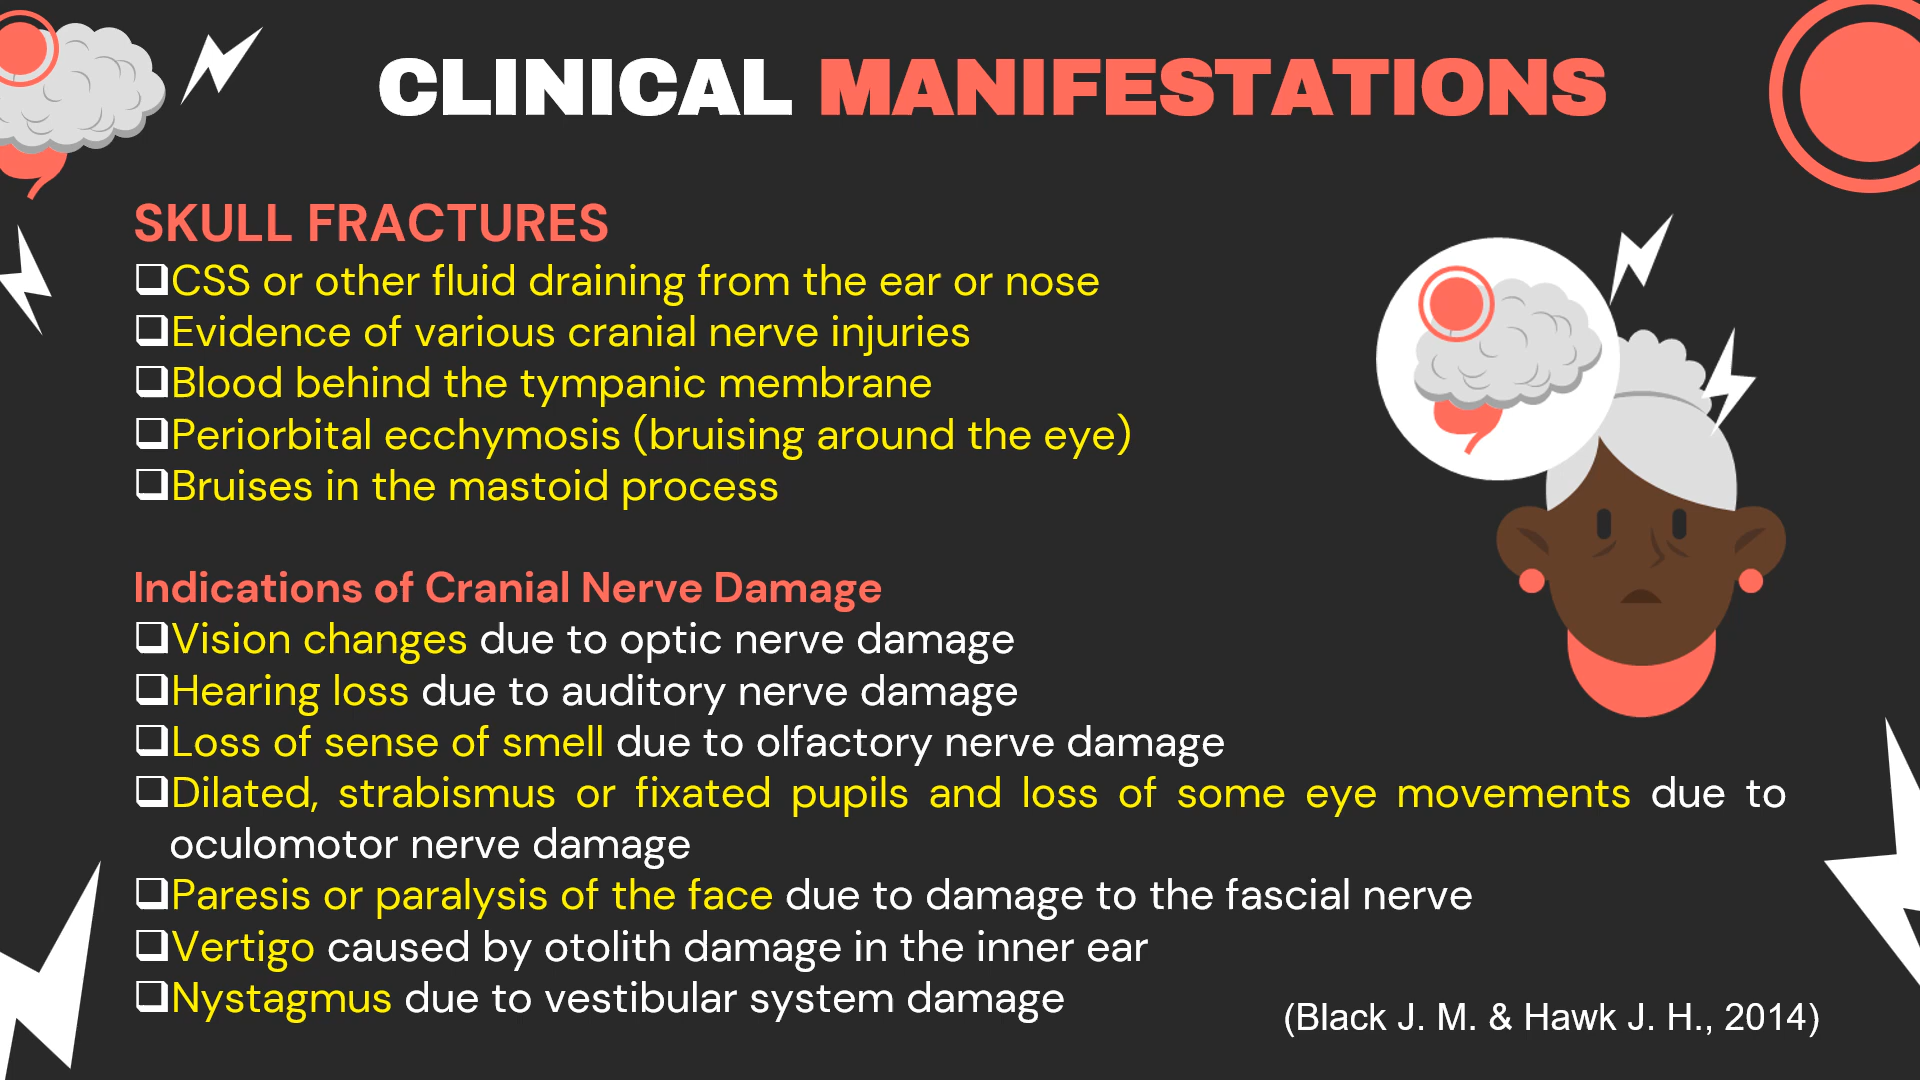 CLINICAL MANIFESTATIONS
SKULL FRACTURES
❑CSS or other fluid draining from the ear or nose
❑Evidence of various cranial nerve injuries
❑Blood behind the tympanic membrane
❑Periorbital ecchymosis (bruising around the eye)
❑Bruises in the mastoid process
Indications of Cranial Nerve Damage
❑Vision changes due to optic nerve damage
❑Hearing loss due to auditory nerve damage
❑Loss of sense of smell due to olfactory nerve damage
❑Dilated, strabismus or fixated pupils and loss of some eye movements due to
oculomotor nerve damage
❑Paresis or paralysis of the face due to damage to the fascial nerve
❑Vertigo caused by otolith damage in the inner ear
❑Nystagmus due to vestibular system damage
(Black J. M. & Hawk J. H., 2014)